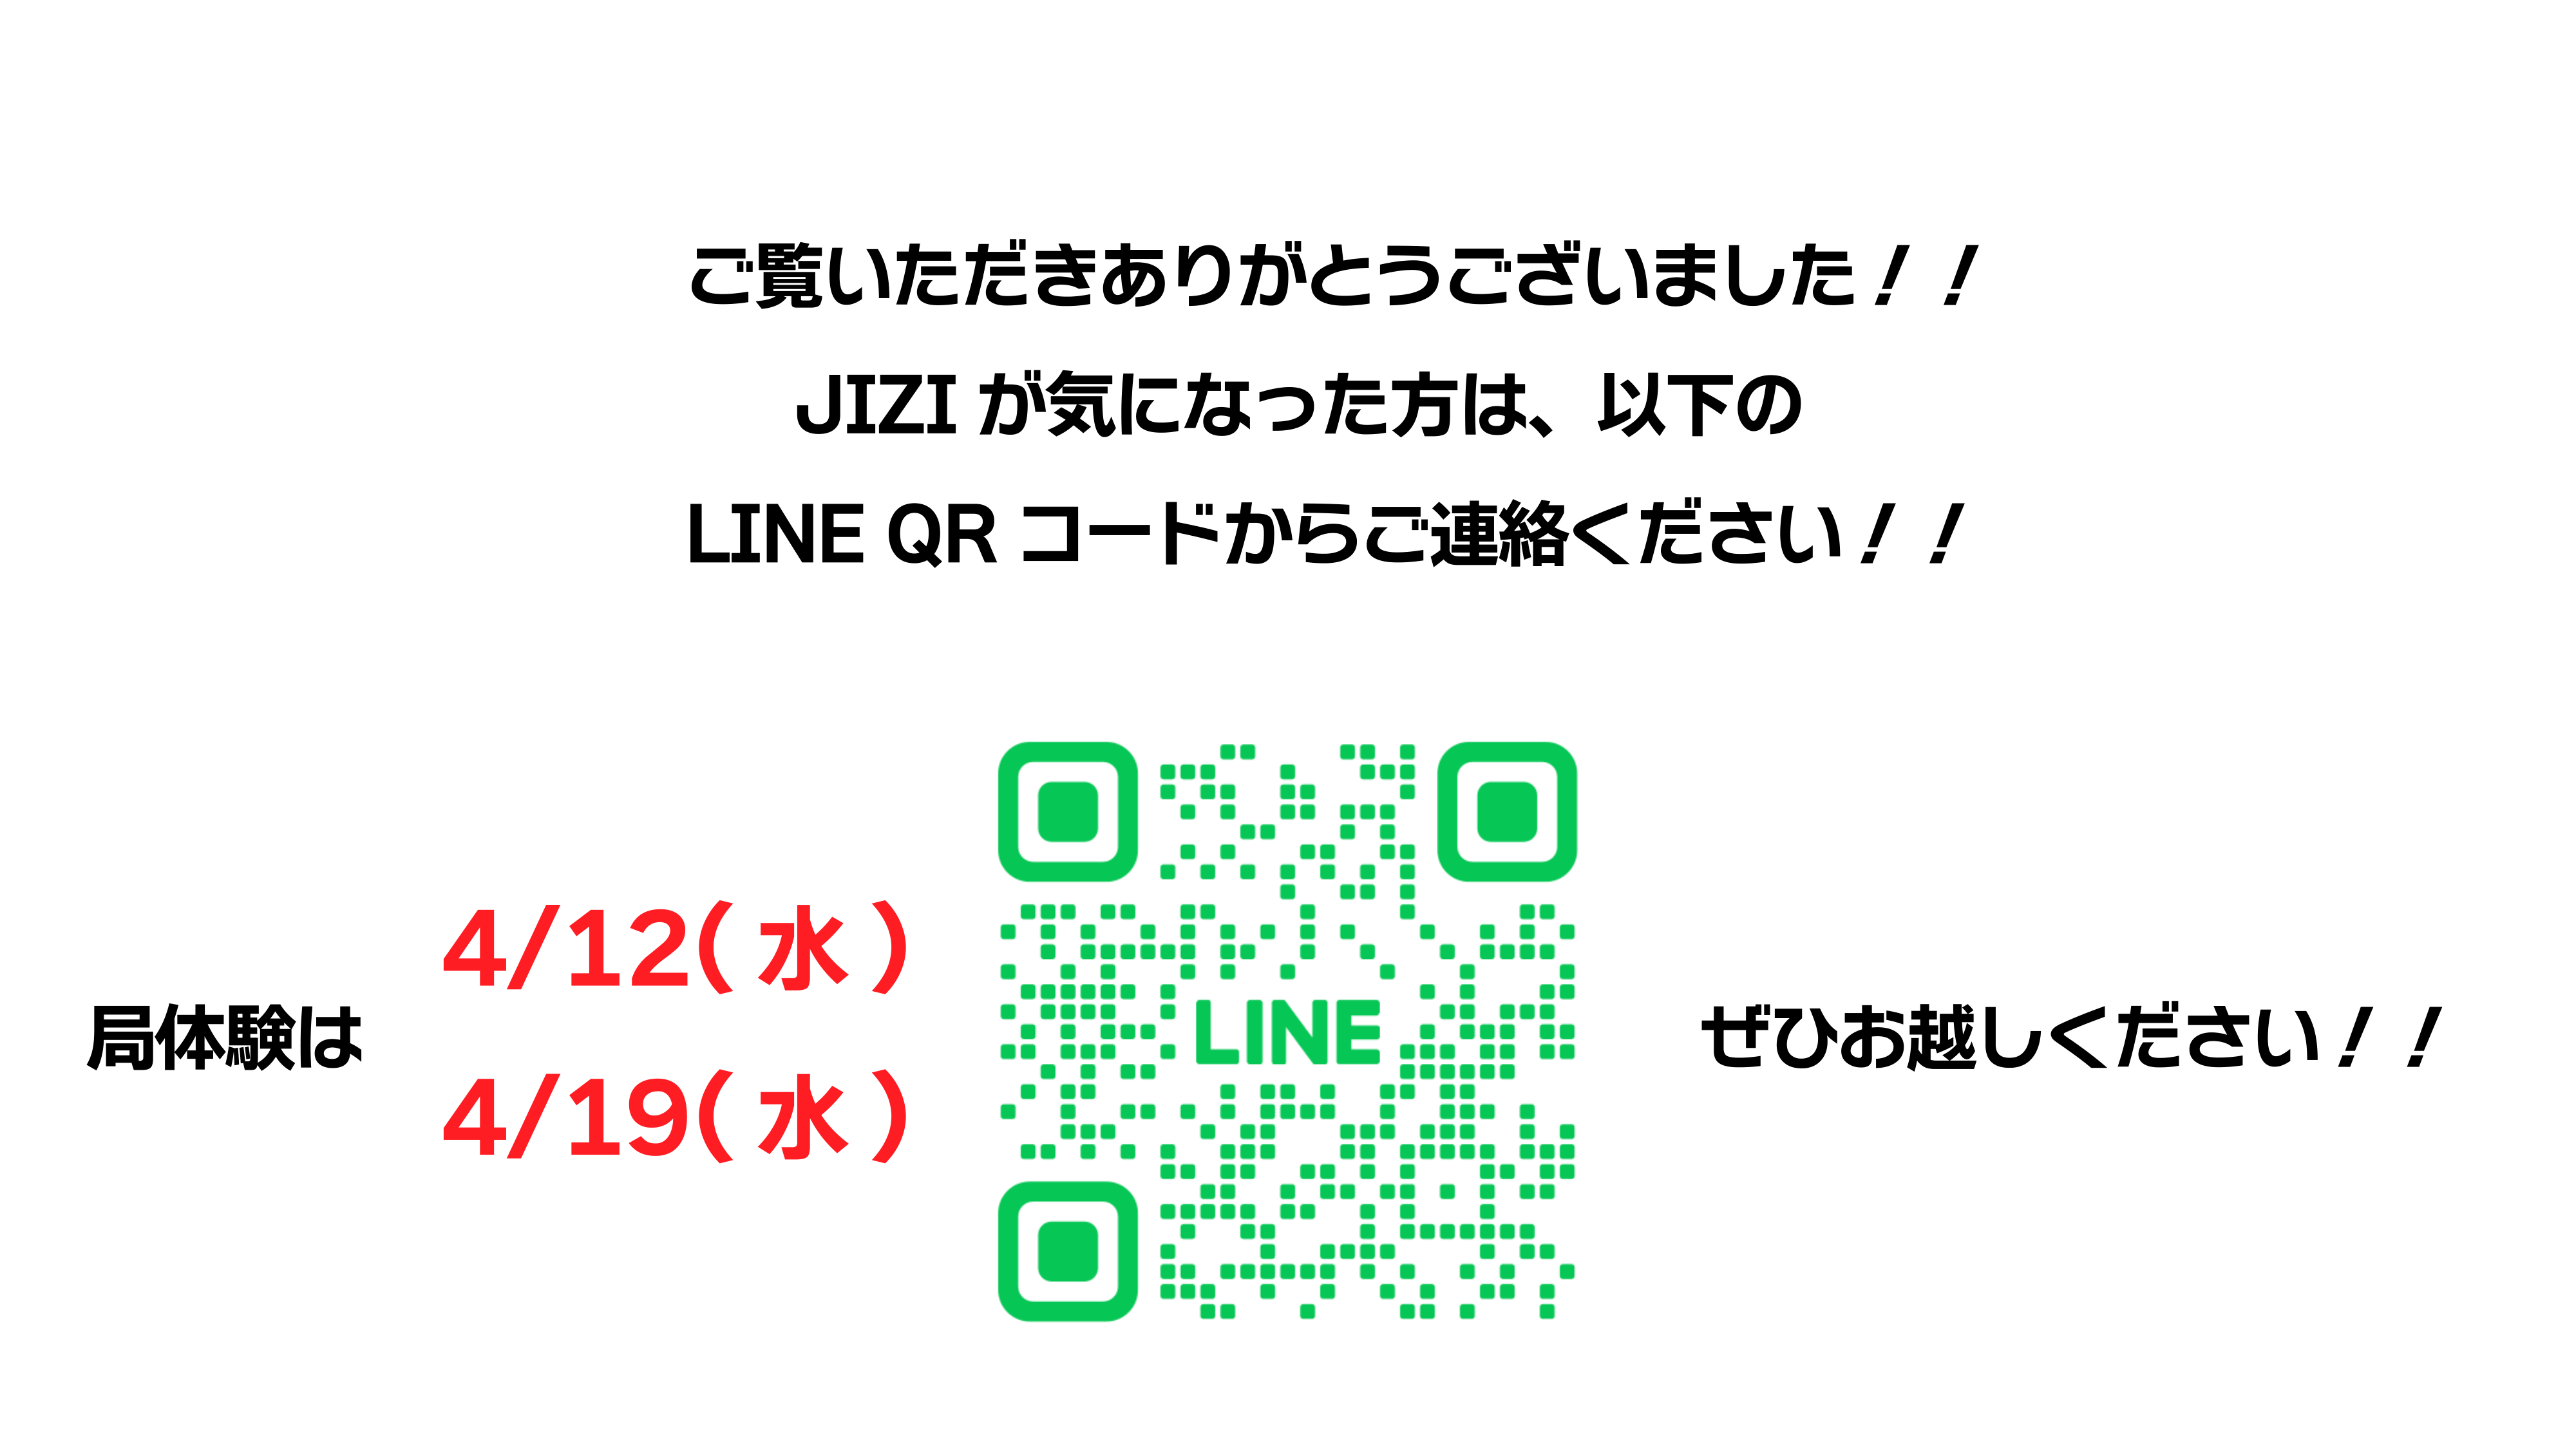 ご覧いただきありがとうございました！！
JIZI が気になった方は、以下の
LINE QR コードからご連絡ください！！
局体験は
4/12(水)
4/19(水)
LINE
ぜひお越しください！！